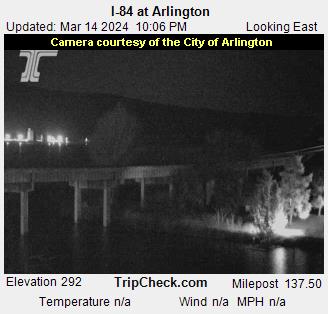 I-84 at Arlington
Updated: Mar 14 2024 10:06 PM Looking East
Camera courtesy of the City of Arlington
Elevation 292 TripCheck.com Milepost 137.50
Temperature n/a Wind n/a MPH n/a